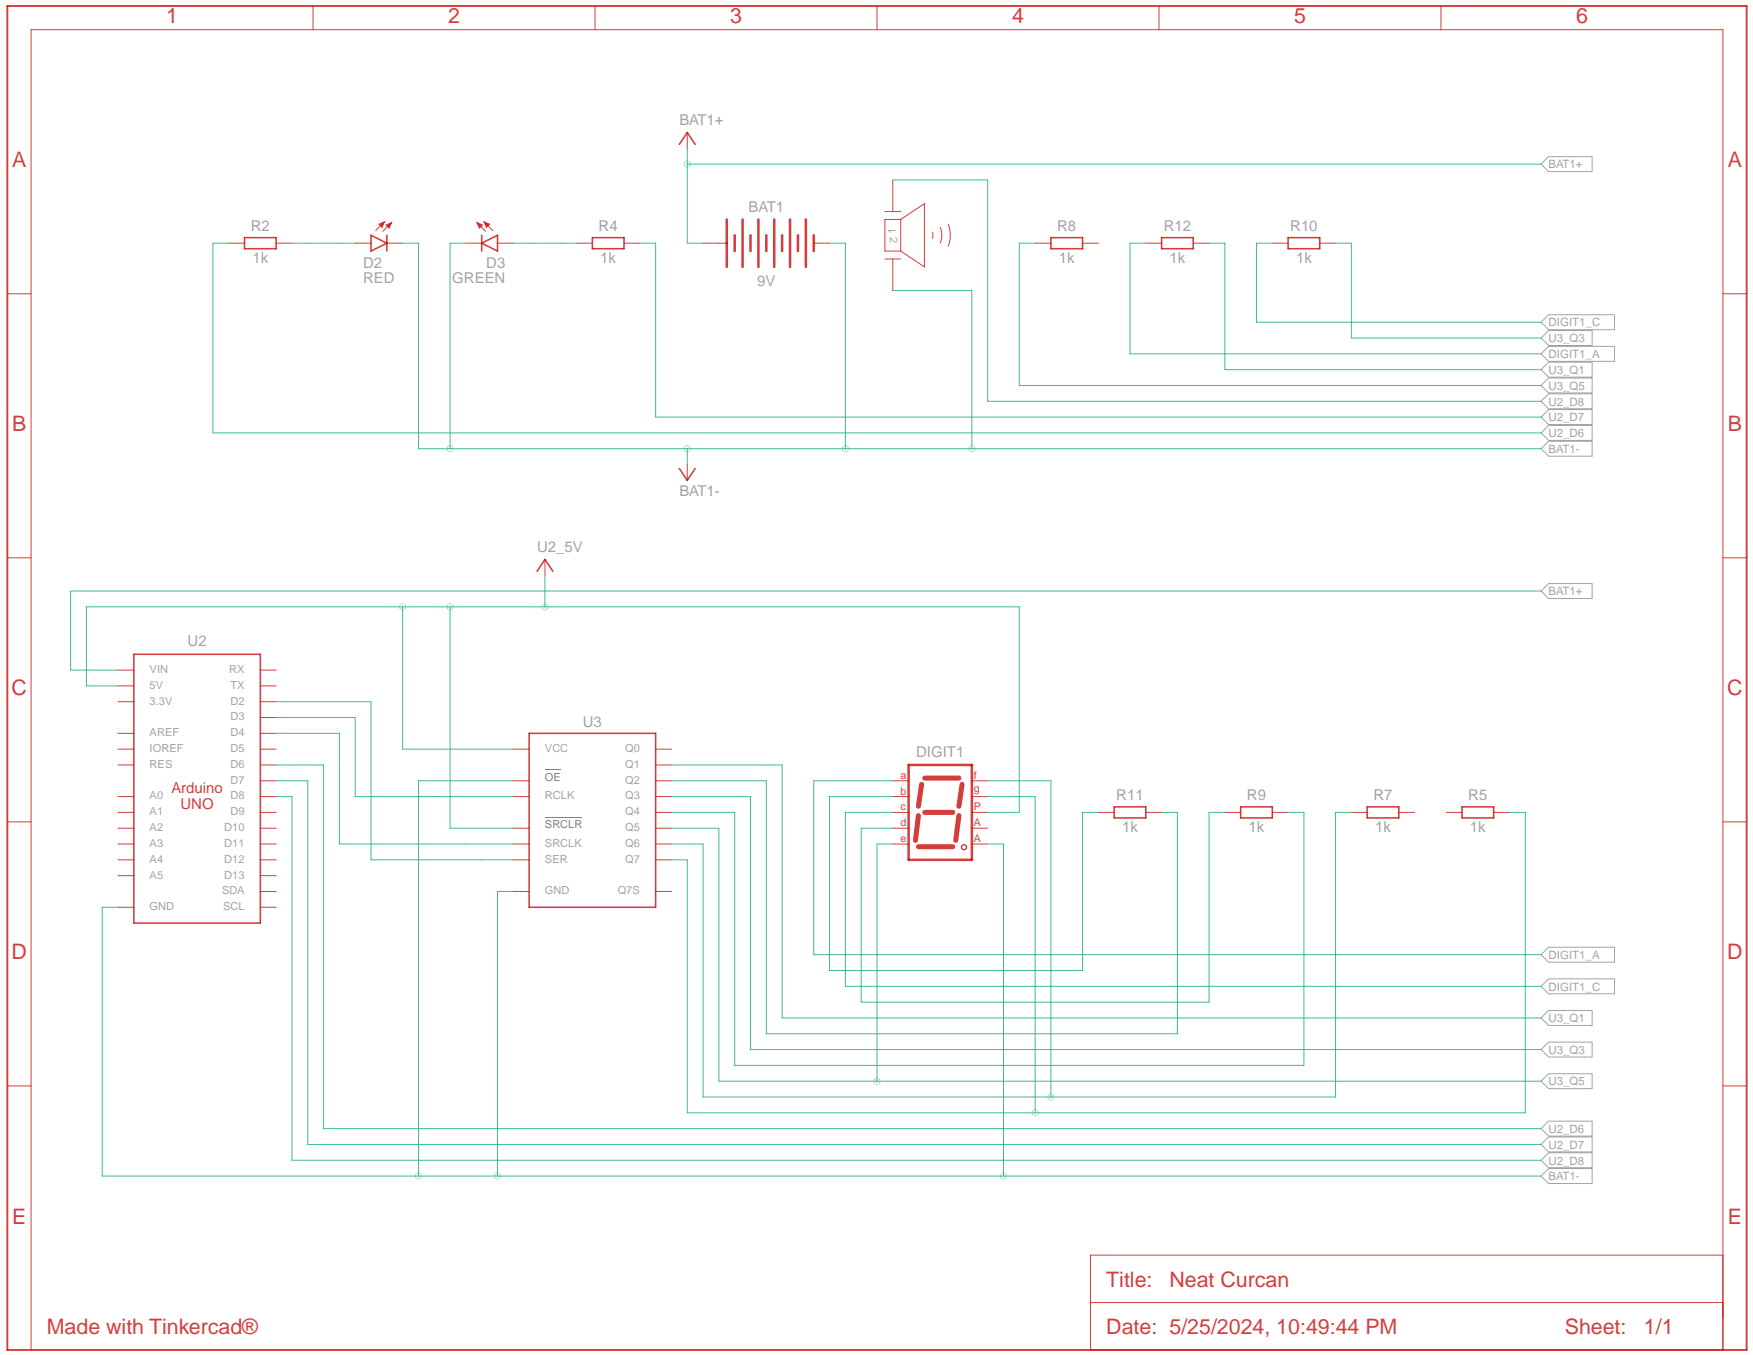 1 2 3 4 5 6
BAT1+
A A
BAT1+
BAT1
R2 R4 R8 R12 R10
1 2
1k D2 D3 1k 1k 1k 1k
RED GREEN 9V
DIGIT1_C
U3_Q3
DIGIT1_A
U3_Q1
U3_Q5
U2_D8
B B
U2_D7
U2_D6
BAT1-
BAT1-
U2_5V
BAT1+
U2
VIN RX
C C
5V TX
3.3V D2
D3
AREF D4
IOREF D5
RES D6
D7
Arduino
UNO
A0 D8
A1 D9
A2 D10
A3 D11
A4 D12
A5 D13
SDA
GND SCL
U3
VCC Q0
Q1
OE Q2
RCLK Q3
Q4
SRCLR Q5
SRCLK Q6
SER Q7
GND Q7S
DIGIT1
a f
b g
c P
d A
e A
R11 R9 R7 R5
1k 1k 1k 1k
D D
DIGIT1_A
DIGIT1_C
U3_Q1
U3_Q3
U3_Q5
U2_D6
U2_D7
U2_D8
BAT1-
E E
Title: Neat Curcan
Made with Tinkercad®
Date: 5/25/2024, 10:49:44 PM Sheet: 1/1